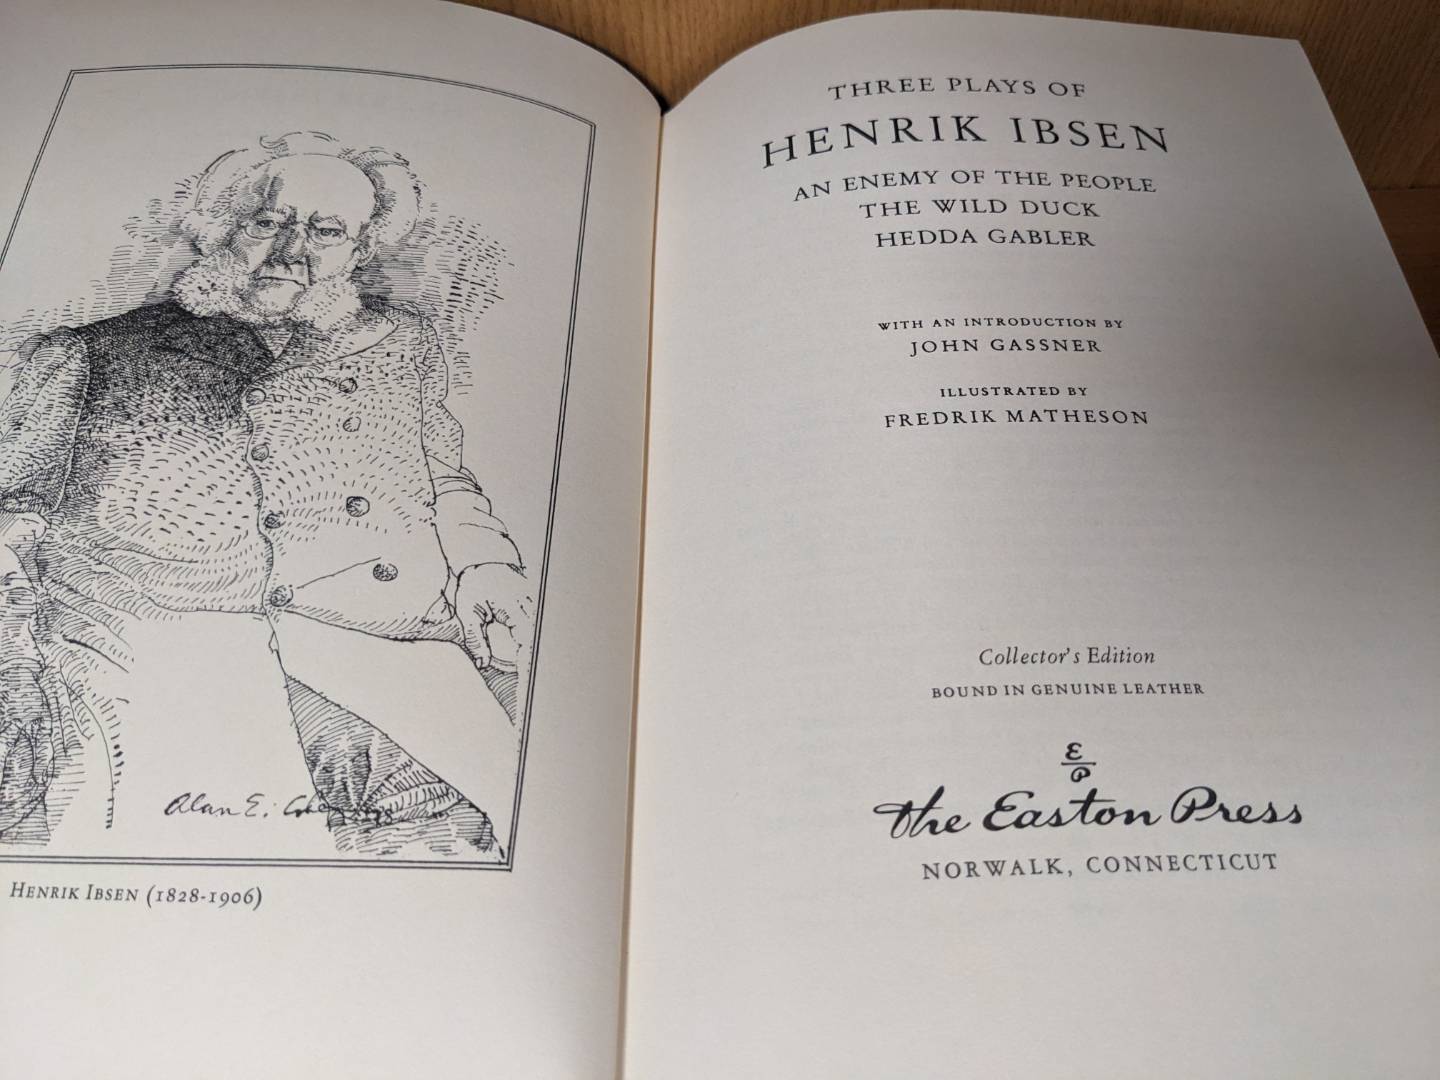 Alan E.
HENRIK IBSEN (1828-1906)
THREE PLAYS OF
HENRIK IBSEN
AN ENEMY OF THE PEOPLE
THE WILD DUCK
HEDDA GABLER
WITH AN INTRODUCTION BY
JOHN GASSNER
ILLUSTRATED BY
FREDRIK MATHESON
Collector's Edition
BOUND IN GENUINE LEATHER
E
P
The Easton Press
NORWALK, CONNECTICUT